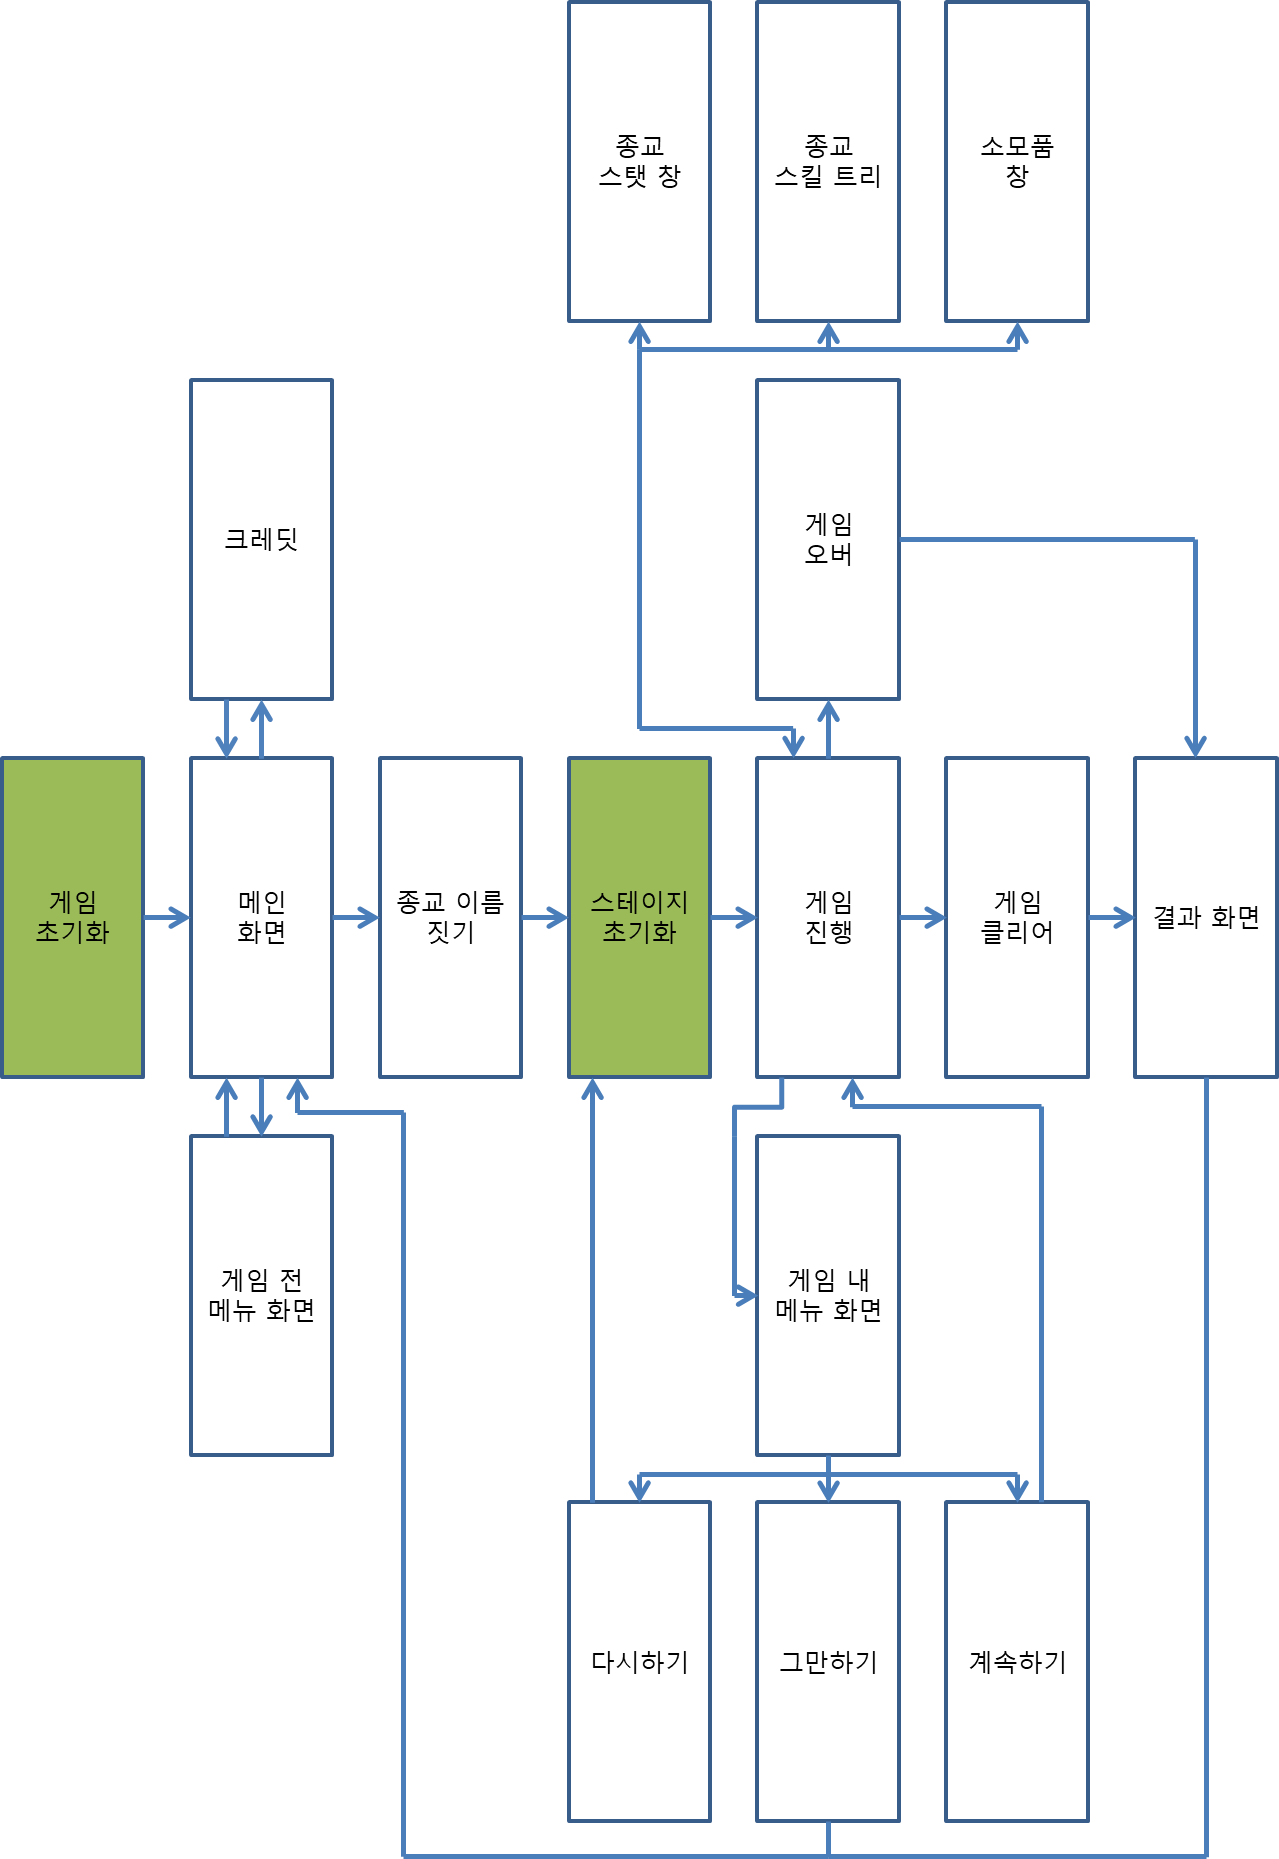 종교
스탯 창
종교
스킬 트리
소모품
창
크레딧
게임
오버
게임
초기화
메인
화면
종교 이름
짓기
스테이지
초기화
게임
진행
게임
클리어
결과 화면
게임 전
메뉴 화면
게임 내
메뉴 화면
다시하기
그만하기
계속하기